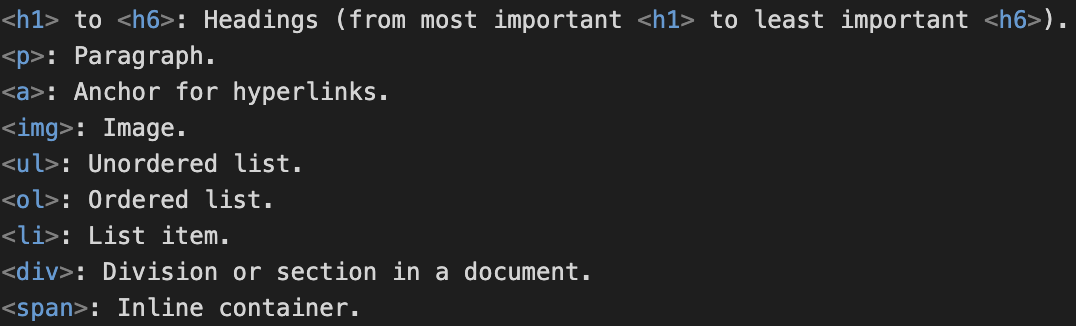 <h1> to <h6>: Headings (from most important <h1> to least important <h6>).
<p>: Paragraph.
<a>: Anchor for hyperlinks.
<img>: Image.
<ul>: Unordered list.
<ol>: Ordered list.
<li>: List item.
<div>: Division or section in a document.
<span>: Inline container.